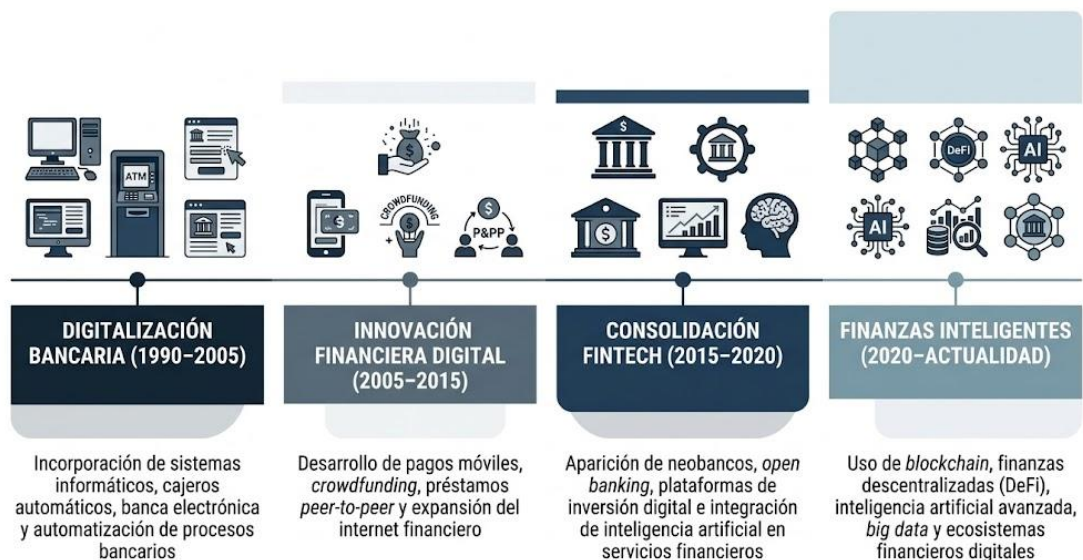 ATM
$
CROWDFUNDING
$
$
$
P&PP
$
$
DeFi
AI
AI
DIGITALIZACIÓN
BANCARIA (1990–2005)
Incorporación de sistemas
informáticos, cajeros
automáticos, banca electrónica
y automatización de procesos
bancarios
INNOVACIÓN
FINANCIERA DIGITAL
(2005–2015)
Desarrollo de pagos móviles,
crowdfunding, préstamos
peer-to-peer y expansión del
internet financiero
CONSOLIDACIÓN
FINTECH (2015–2020)
Aparición de neobancos, open
banking, plataformas de
inversión digital e integración
de inteligencia artificial en
servicios financieros
FINANZAS INTELIGENTES
(2020–ACTUALIDAD)
Uso de blockchain, finanzas
descentralizadas (DeFi),
inteligencia artificial avanzada,
big data y ecosistemas
financieros digitales